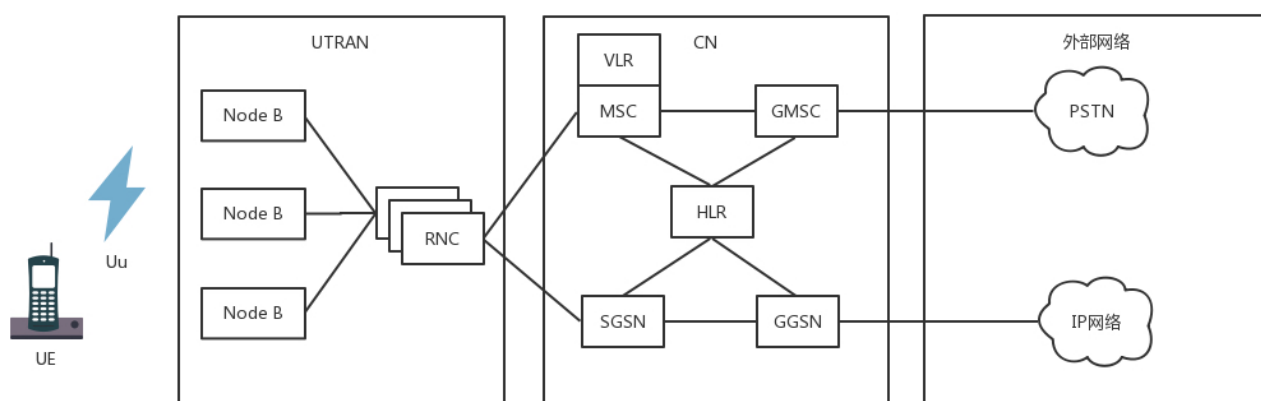 UTRAN
CN
外部网络
VLR
Node B
MSC
GMSC
PSTN
Node B
RNC
HLR
Uu
Node B
SGSN
GGSN
IP网络
UE